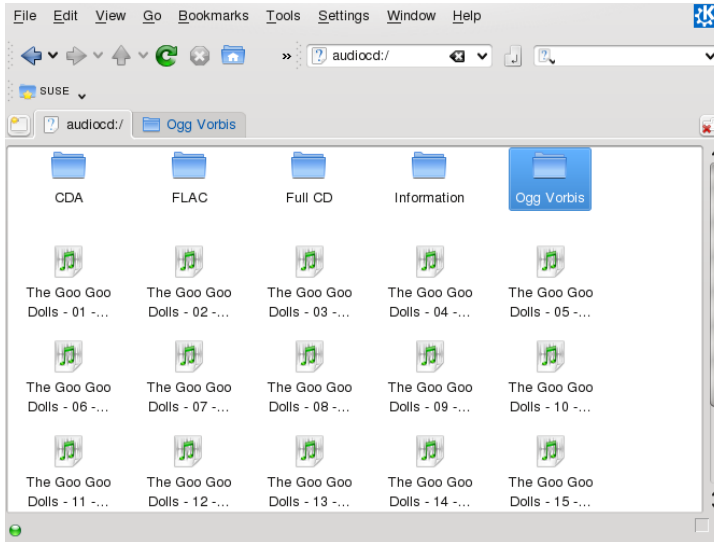 File Edit View Go Bookmarks Tools Settings Window Help
» audiocd:/
SUSE
audiocd:/ Ogg Vorbis
CDA FLAC Full CD Information Ogg Vorbis
The Goo Goo The Goo Goo The Goo Goo The Goo Goo The Goo Goo
Dolls - 01 -... Dolls - 02 -... Dolls - 03 -... Dolls - 04 -... Dolls - 05 -...
The Goo Goo The Goo Goo The Goo Goo The Goo Goo The Goo Goo
Dolls - 06 -... Dolls - 07 -... Dolls - 08 -... Dolls - 09 -... Dolls - 10 -...
The Goo Goo The Goo Goo The Goo Goo The Goo Goo The Goo Goo
Dolls - 11 -... Dolls - 12 -... Dolls - 13 -... Dolls - 14 -... Dolls - 15 -...